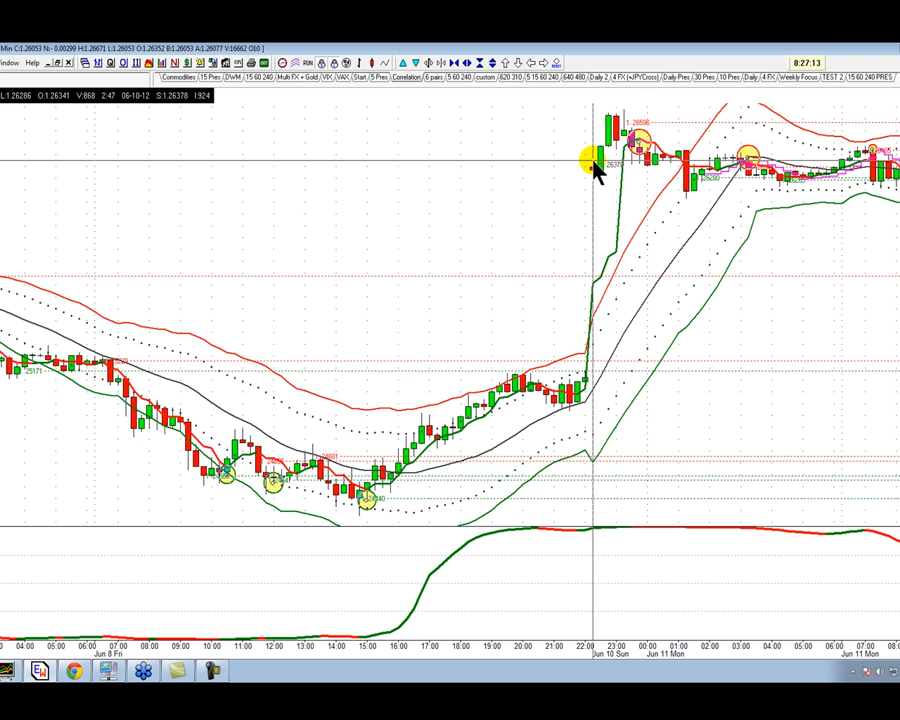 Min C:1.26053 N:- 0.00299 H:1.26671 L:1.26053 O:1.26352 B:1.26053 A:1.26077 V:16662 O|0 ]
indow Help
RUN
8:27:13
Commodities 15 Pres DWM 15 60 240 Multi FX + Gold VIX VAX Start 5 Pres Correlation 6 pairs 5 60 240 custom 620 310 5 15 60 240 640 480 Daily 2 4 FX (+JPYCross) Daily Pres 30 Pres 10 Pres Daily 4 FX Weekly Focus TEST 2 15 60 240 PRES
L:1.26286 O:1.26341 V:868 2:47 06-10-12 S:1.26378 I.924
1.26596
25171
04:00 05:00 06:00 07:00 08:00 09:00 10:00 11:00 12:00 13:00 14:00 15:00 16:00 17:00 18:00 19:00 20:00 21:00 22:00 23:00 00:00 01:00 02:00 03:00 04:00 05:00 06:00 07:00 08:
Jun 8 Fri Jun 10 Sun Jun 11 Mon Jun 11 Mon